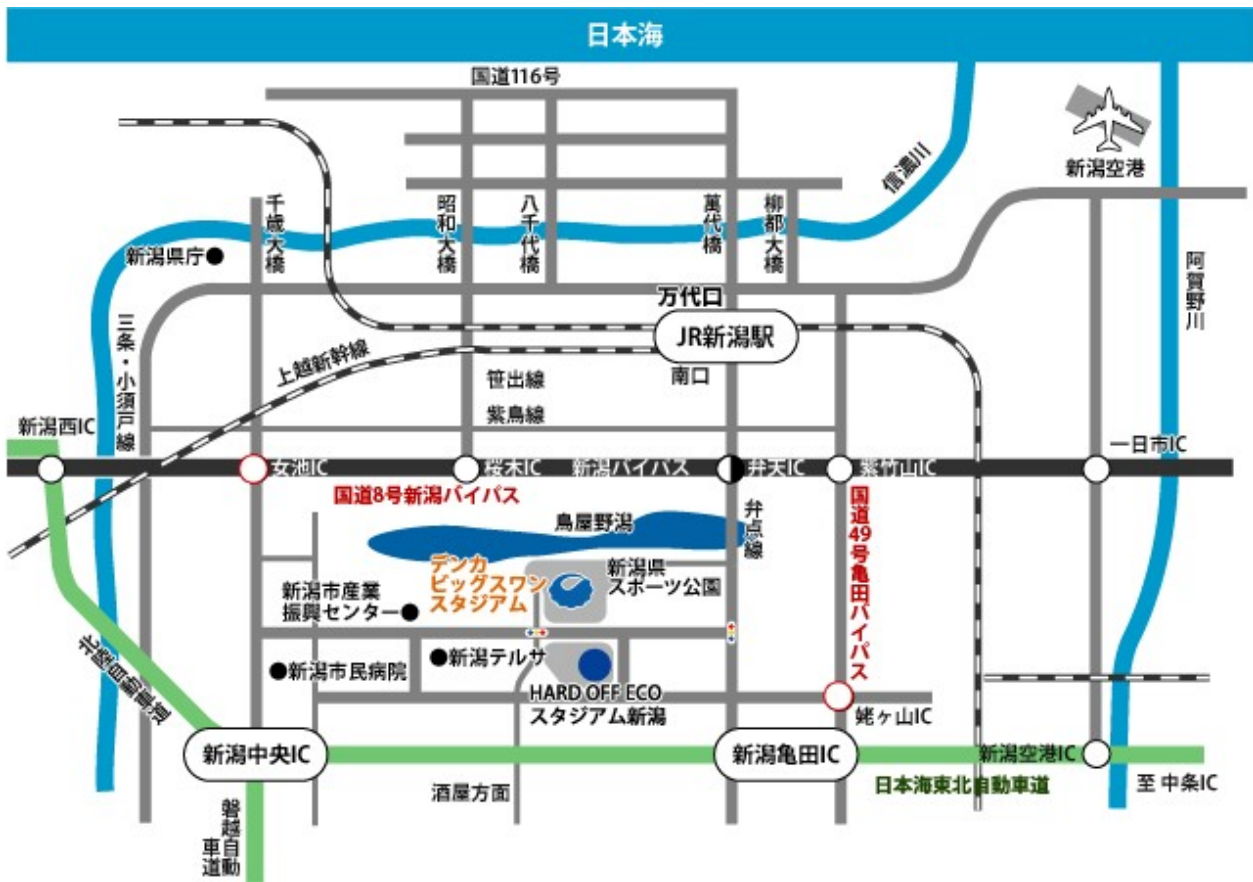 日本海
国道116号
新潟空港
信濃川
千歳大橋
昭和大橋
八千代橋
萬代橋
柳都大橋
新潟県庁
阿賀野川
万代口
JR新潟駅
南口
三条・小須戸線
上越新幹線
笹出線
紫鳥線
新潟西IC
一日市IC
女池IC
桜木IC
新潟バイパス
弁天IC
紫竹山IC
国道8号新潟バイパス
鳥屋野潟
弁点線
国道49号亀田バイパス
デンカ
ビッグスワン
スタジアム
新潟県
スポーツ公園
新潟市産業
振興センター
新潟市民病院
新潟テルサ
北陸自動車道
HARD OFF ECO
スタジアム新潟
姥ヶ山IC
新潟中央IC
新潟亀田IC
新潟空港IC
日本海東北自動車道
至 中条IC
酒屋方面
磐越自動
車道